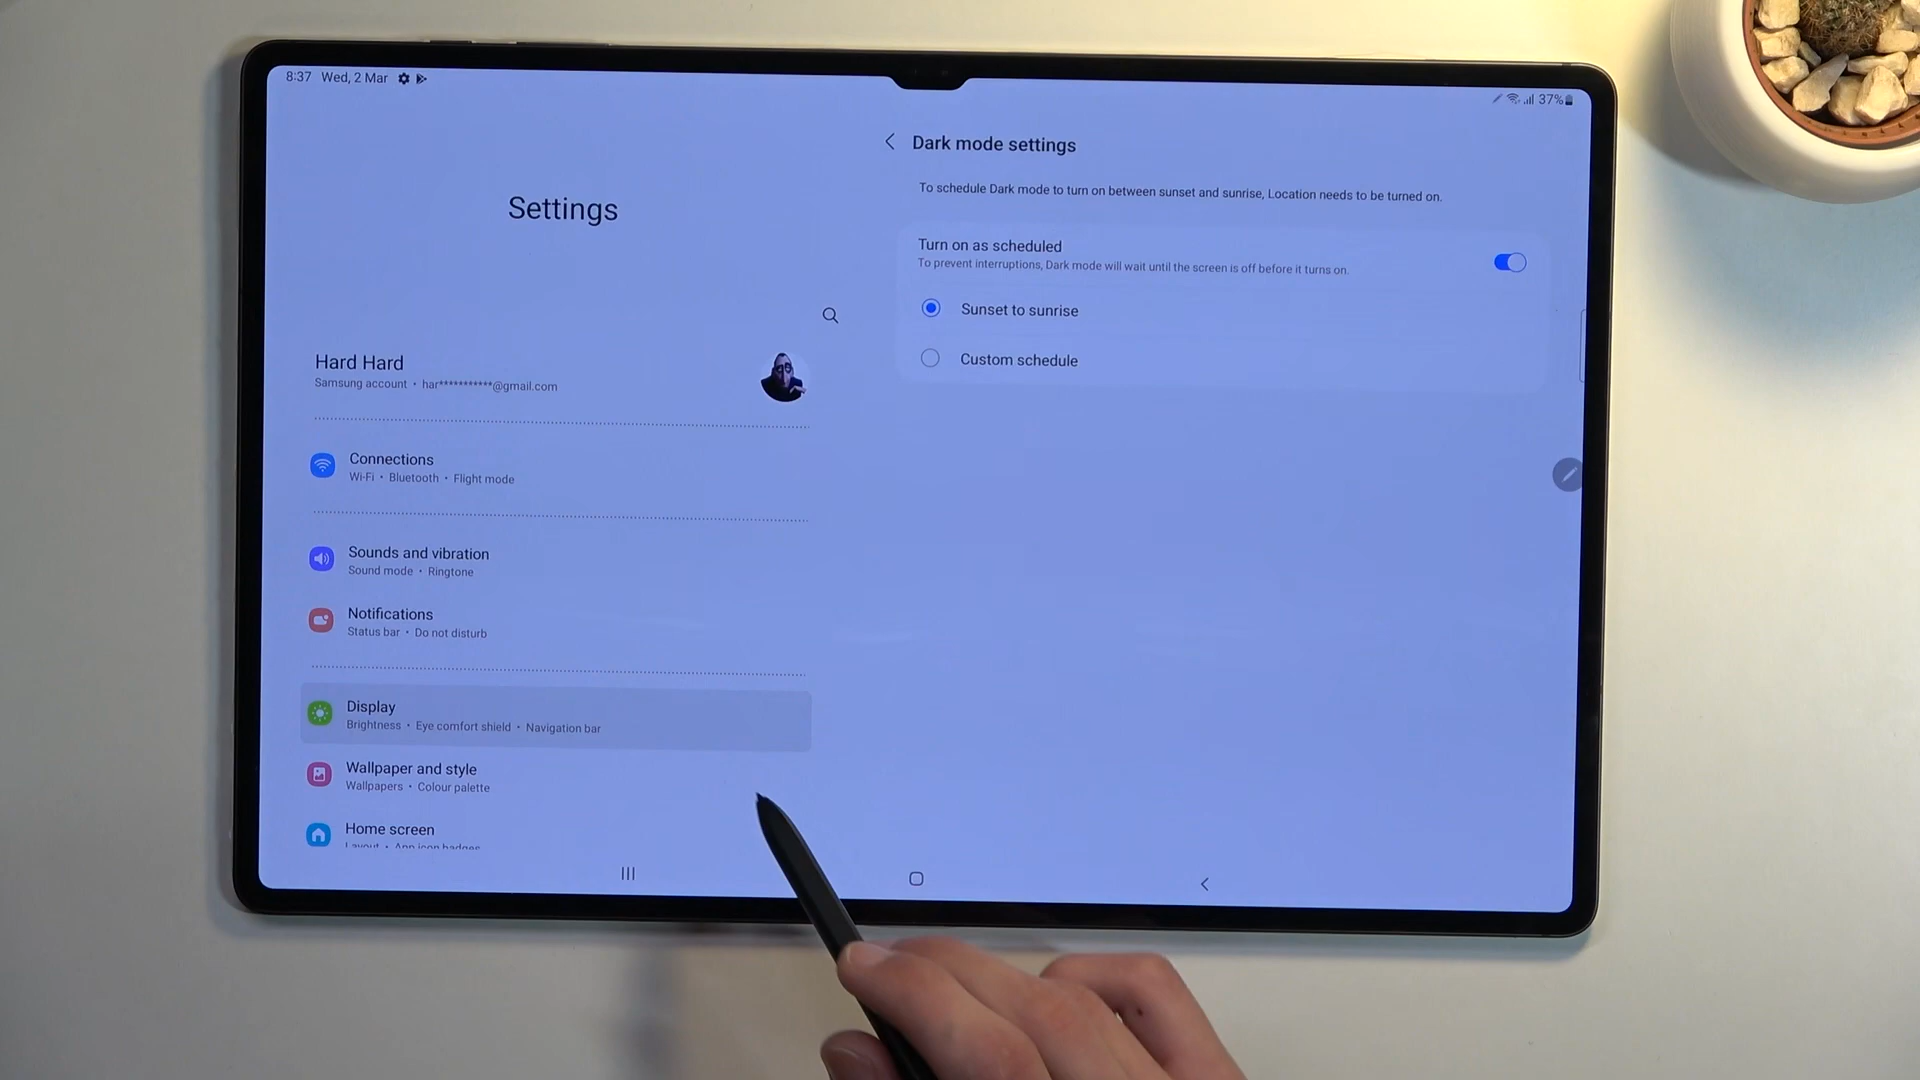 8:37 Wed, 2 Mar
37%
Settings
Hard Hard
Samsung account • har***********@gmail.com
Connections
Wi-Fi • Bluetooth • Flight mode
Sounds and vibration
Sound mode • Ringtone
Notifications
Status bar • Do not disturb
Display
Brightness • Eye comfort shield • Navigation bar
Wallpaper and style
Wallpapers • Colour palette
Home screen
Layout • App icon badges
Dark mode settings
To schedule Dark mode to turn on between sunset and sunrise, Location needs to be turned on.
Turn on as scheduled
To prevent interruptions, Dark mode will wait until the screen is off before it turns on.
Sunset to sunrise
Custom schedule